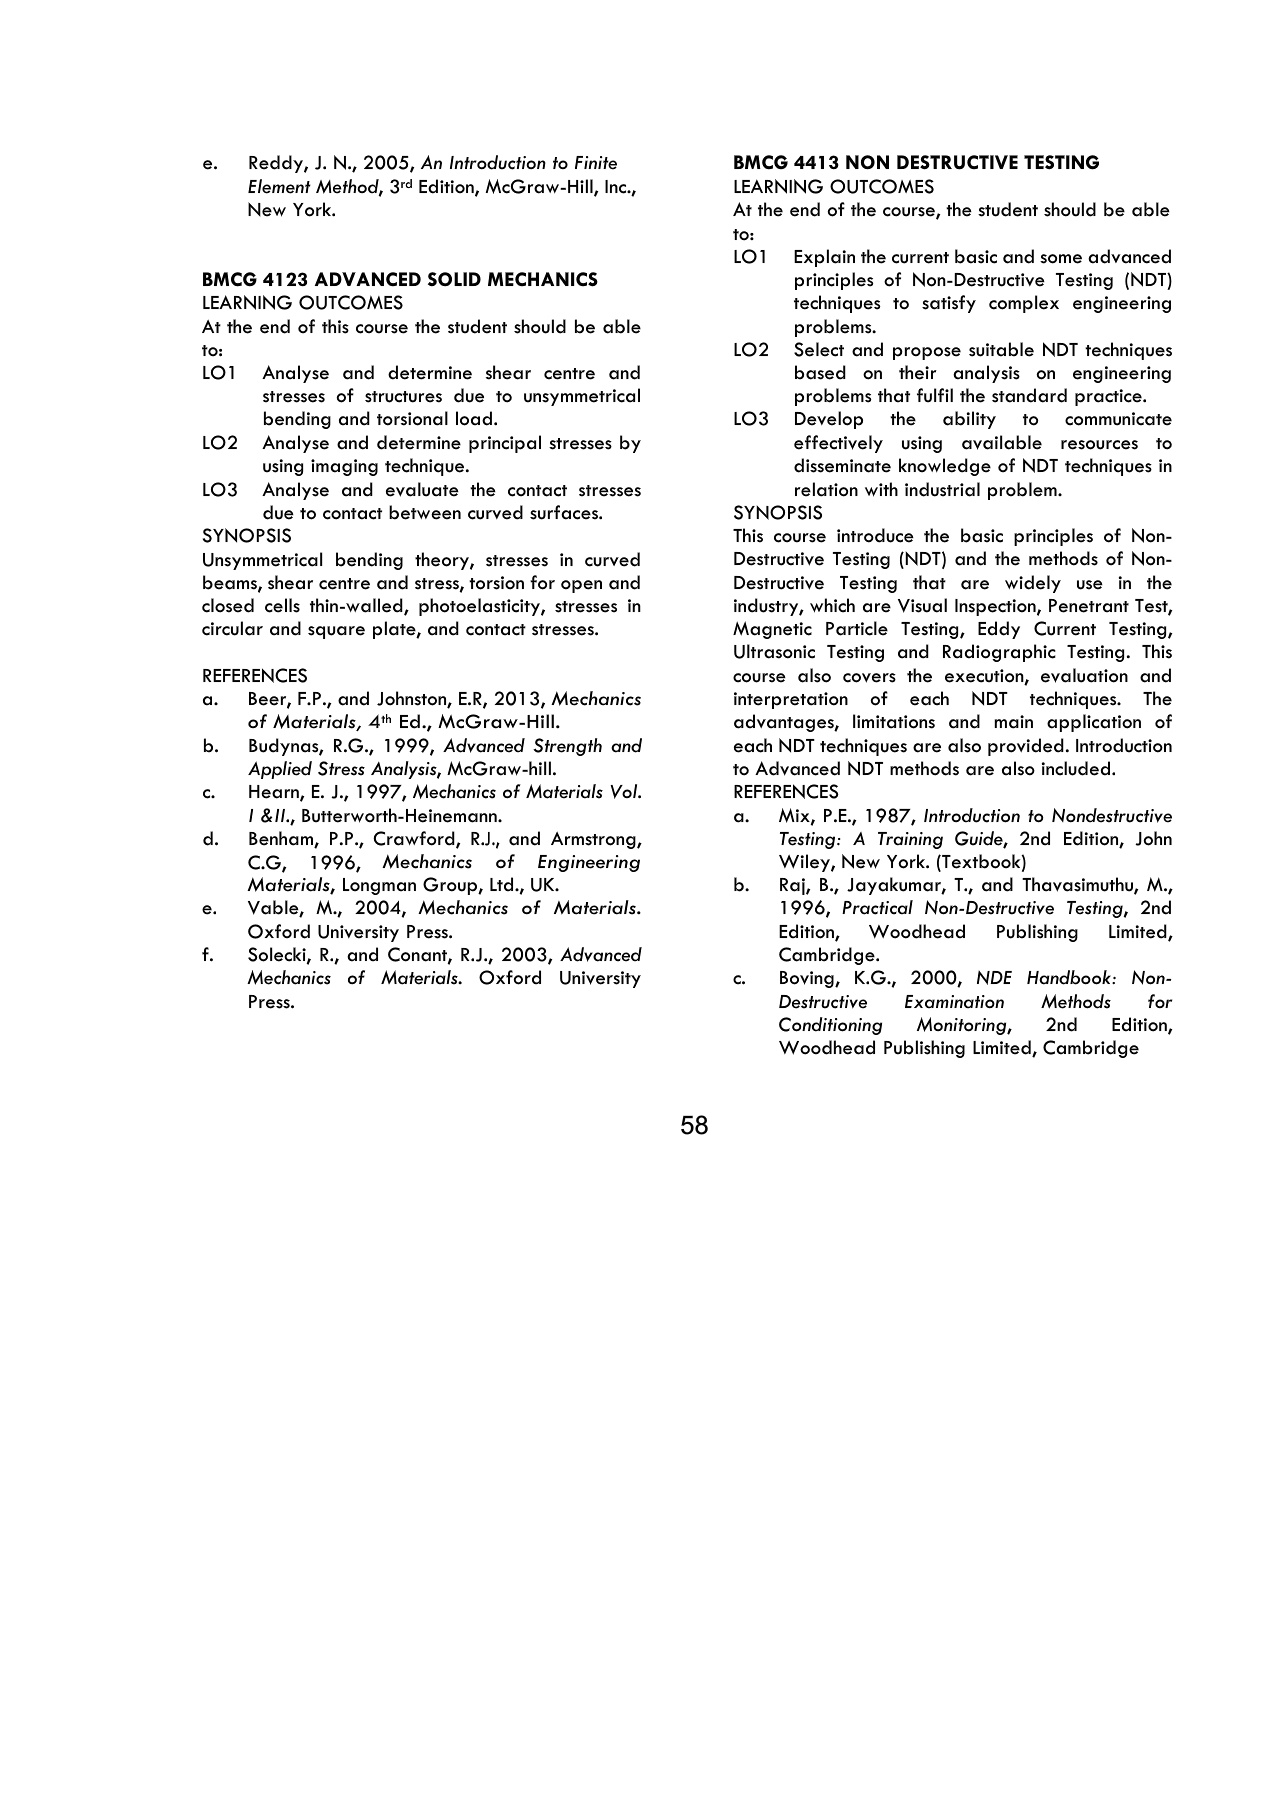 e. Reddy, J. N., 2005, An Introduction to Finite
Element Method, 3rd Edition, McGraw-Hill, Inc.,
New York.
BMCG 4123 ADVANCED SOLID MECHANICS
LEARNING OUTCOMES
At the end of this course the student should be able
to:
LO1 Analyse and determine shear centre and
stresses of structures due to unsymmetrical
bending and torsional load.
LO2 Analyse and determine principal stresses by
using imaging technique.
LO3 Analyse and evaluate the contact stresses
due to contact between curved surfaces.
SYNOPSIS
Unsymmetrical bending theory, stresses in curved
beams, shear centre and stress, torsion for open and
closed cells thin-walled, photoelasticity, stresses in
circular and square plate, and contact stresses.
REFERENCES
a. Beer, F.P., and Johnston, E.R, 2013, Mechanics
of Materials, 4th Ed., McGraw-Hill.
b. Budynas, R.G., 1999, Advanced Strength and
Applied Stress Analysis, McGraw-hill.
c. Hearn, E. J., 1997, Mechanics of Materials Vol.
I &II., Butterworth-Heinemann.
d. Benham, P.P., Crawford, R.J., and Armstrong,
C.G, 1996, Mechanics of Engineering
Materials, Longman Group, Ltd., UK.
e. Vable, M., 2004, Mechanics of Materials.
Oxford University Press.
f. Solecki, R., and Conant, R.J., 2003, Advanced
Mechanics of Materials. Oxford University
Press.
BMCG 4413 NON DESTRUCTIVE TESTING
LEARNING OUTCOMES
At the end of the course, the student should be able
to:
LO1 Explain the current basic and some advanced
principles of Non-Destructive Testing (NDT)
techniques to satisfy complex engineering
problems.
LO2 Select and propose suitable NDT techniques
based on their analysis on engineering
problems that fulfil the standard practice.
LO3 Develop the ability to communicate
effectively using available resources to
disseminate knowledge of NDT techniques in
relation with industrial problem.
SYNOPSIS
This course introduce the basic principles of Non-
Destructive Testing (NDT) and the methods of Non-
Destructive Testing that are widely use in the
industry, which are Visual Inspection, Penetrant Test,
Magnetic Particle Testing, Eddy Current Testing,
Ultrasonic Testing and Radiographic Testing. This
course also covers the execution, evaluation and
interpretation of each NDT techniques. The
advantages, limitations and main application of
each NDT techniques are also provided. Introduction
to Advanced NDT methods are also included.
REFERENCES
a. Mix, P.E., 1987, Introduction to Nondestructive
Testing: A Training Guide, 2nd Edition, John
Wiley, New York. (Textbook)
b. Raj, B., Jayakumar, T., and Thavasimuthu, M.,
1996, Practical Non-Destructive Testing, 2nd
Edition, Woodhead Publishing Limited,
Cambridge.
c. Boving, K.G., 2000, NDE Handbook: Non-
Destructive Examination Methods for
Conditioning Monitoring, 2nd Edition,
Woodhead Publishing Limited, Cambridge
58